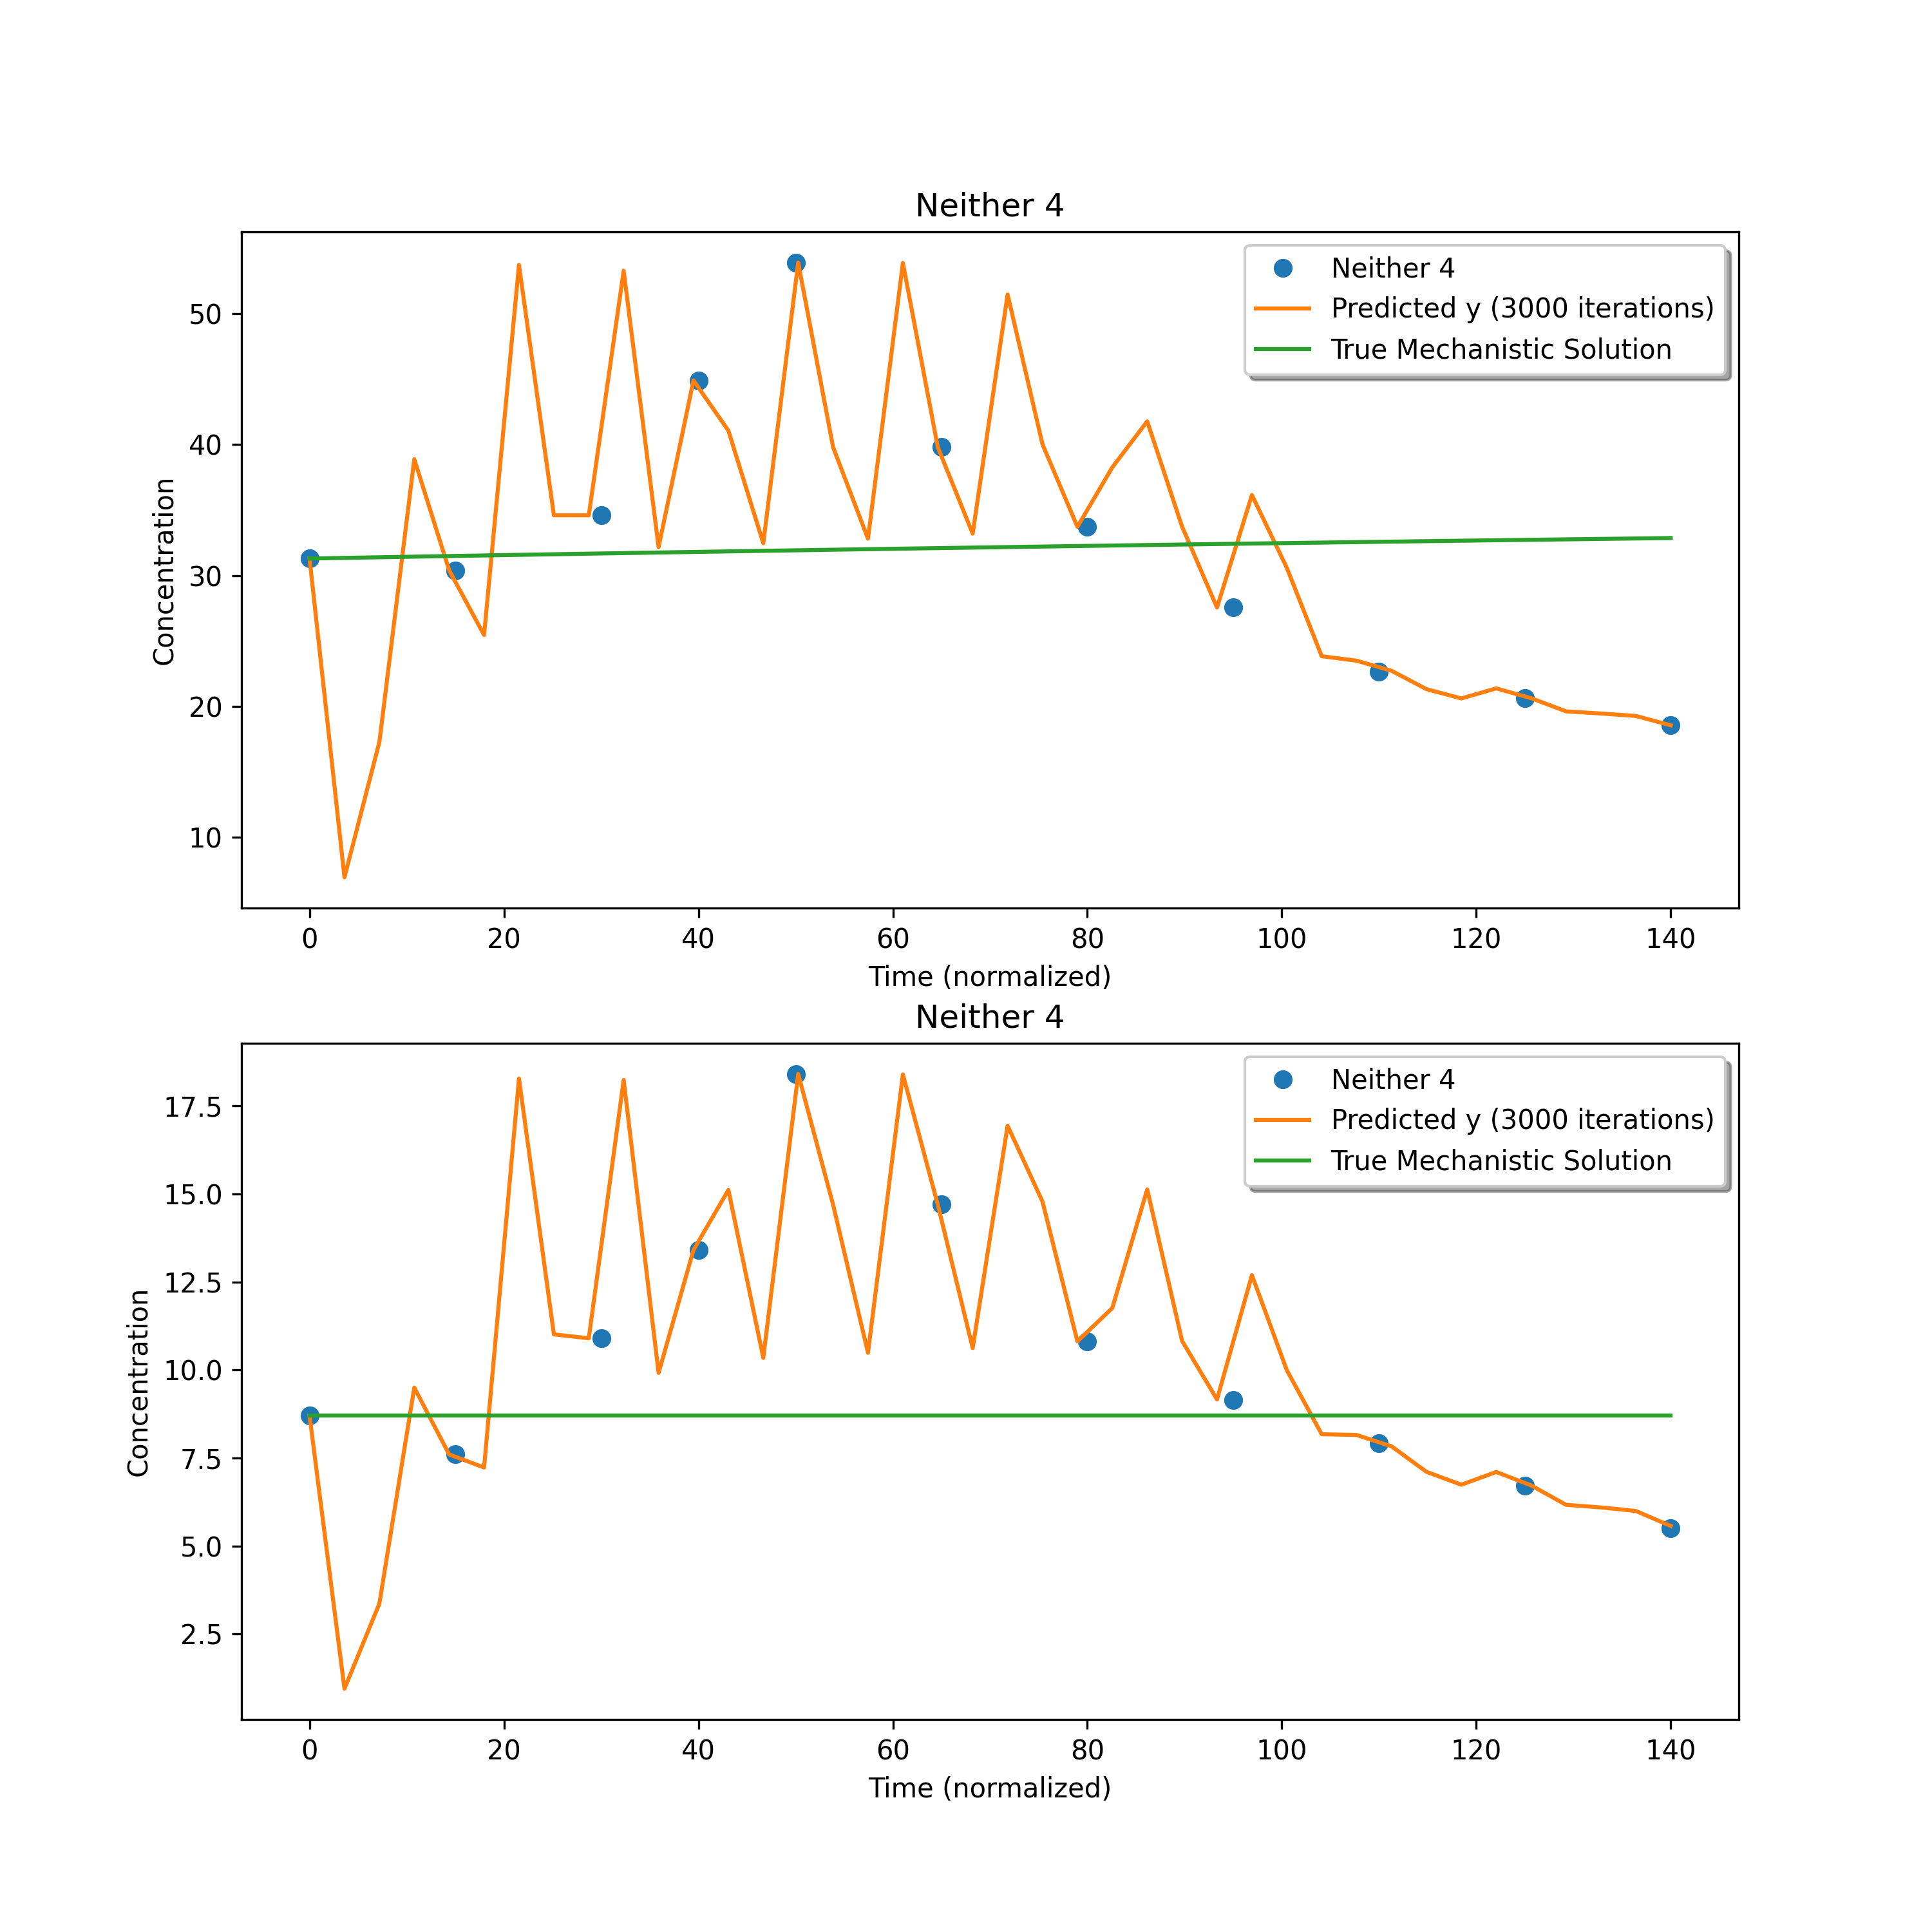 Neither 4
Neither 4
Predicted y (3000 iterations)
True Mechanistic Solution
50
40
30
20
10
Concentration
0 20 40 60 80 100 120 140
Time (normalized)
Neither 4
Neither 4
Predicted y (3000 iterations)
True Mechanistic Solution
17.5
15.0
12.5
10.0
7.5
5.0
2.5
Concentration
0 20 40 60 80 100 120 140
Time (normalized)